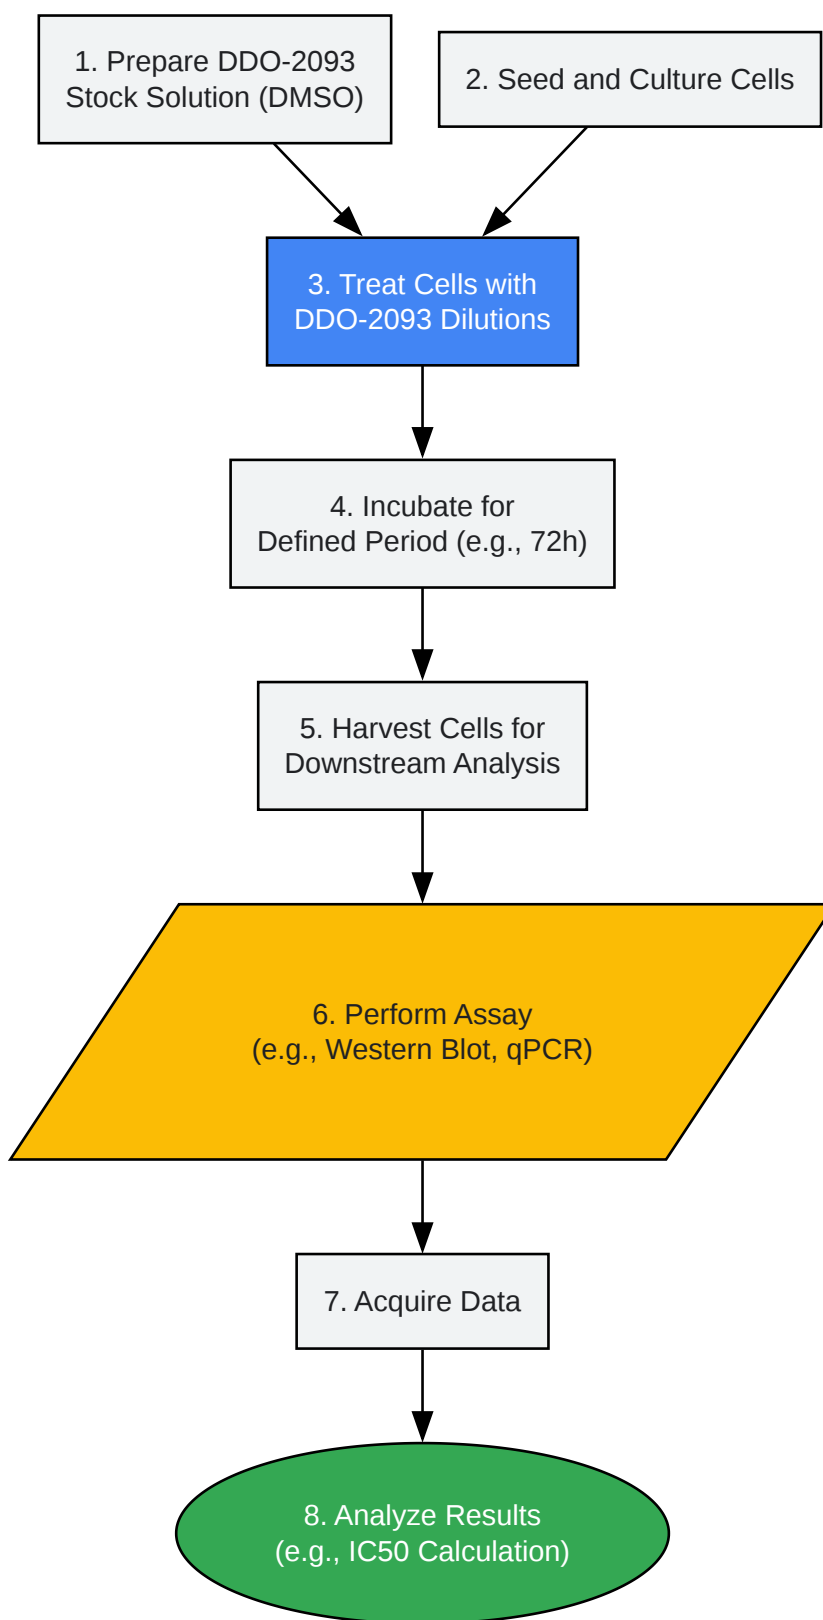 1. Prepare DDO-2093
Stock Solution (DMSO)
2. Seed and Culture Cells
3. Treat Cells with
DDO-2093 Dilutions
4. Incubate for
Defined Period (e.g., 72h)
5. Harvest Cells for
Downstream Analysis
6. Perform Assay
(e.g., Western Blot, qPCR)
7. Acquire Data
8. Analyze Results
(e.g., IC50 Calculation)